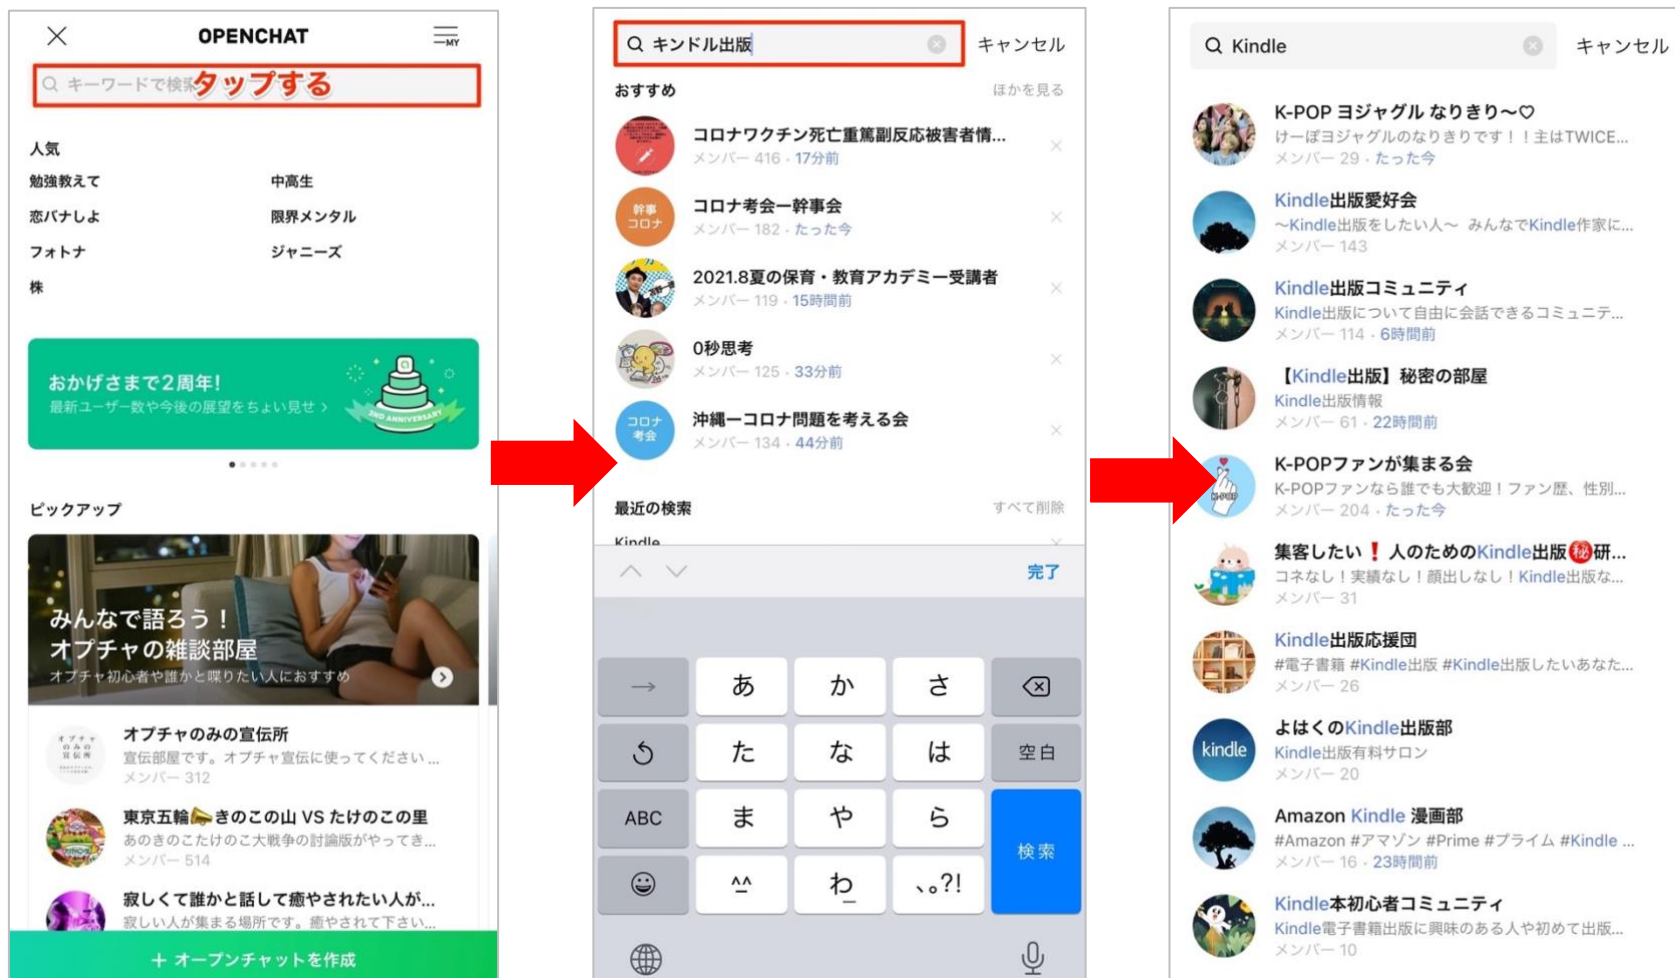 OPENCHAT
MY
キーワードで検索
タップする
人気
勉強教えて
中高生
恋バナしよ
限界メンタル
フォトナ
ジャニーズ
株
おかげさまで2周年!
最新ユーザー数や今後の展望をちょい見せ >
2ND ANNIVERSARY
ピックアップ
みんなで語ろう!
オプチャの雑談部屋
オプチャ初心者や誰かと喋りたい人におすすめ
オプチャ
のみの
宣伝所
オプチャのみの宣伝所
宣伝部屋です。オプチャ宣伝に使ってください...
メンバー 312
東京五輪📣きのこの山 VS たけのこの里
あのきのこたけのこ大戦争の討論版がやってき...
メンバー 514
寂しくて誰かと話して癒やされたい人が...
寂しい人が集まる場所です。癒やされて下さい...
+ オープンチャットを作成
キンドル出版
キャンセル
おすすめ
ほかを見る
コロナワクチン死亡重篤副反応被害者情...
メンバー 416・17分前
幹事
コロナ
コロナ考会ー幹事会
メンバー 182・たった今
2021.8夏の保育・教育アカデミー受講者
メンバー 119・15時間前
0秒思考
メンバー 125・33分前
コロナ
考会
沖縄ーコロナ問題を考える会
メンバー 134・44分前
最近の検索
すべて削除
Kindle
完了
→
あ
か
さ
た
な
は
空白
ABC
ま
や
ら
検索
^^
わ
、。?!
Kindle
キャンセル
K-POP ヨジャグル なりきり〜♡
けーぽヨジャグルのなりきりです!!主はTWICE...
メンバー 29・たった今
Kindle出版愛好会
〜Kindle出版をしたい人〜 みんなでKindle作家に...
メンバー 143
Kindle出版コミュニティ
Kindle出版について自由に会話できるコミュニテ...
メンバー 114・6時間前
【Kindle出版】秘密の部屋
Kindle出版情報
メンバー 61・22時間前
K-POP
K-POPファンが集まる会
K-POPファンなら誰でも大歓迎!ファン歴、性別...
メンバー 204・たった今
集客したい❗人のためのKindle出版㊙研...
コネなし!実績なし!顔出しなし!Kindle出版な...
メンバー 31
Kindle出版応援団
#電子書籍 #Kindle出版 #Kindle出版したいあなた...
メンバー 26
kindle
よはくのKindle出版部
Kindle出版有料サロン
メンバー 20
Amazon Kindle 漫画部
#Amazon #アマゾン #Prime #プライム #Kindle ...
メンバー 16・23時間前
Kindle本初心者コミュニティ
Kindle電子書籍出版に興味のある人や初めて出版...
メンバー 10